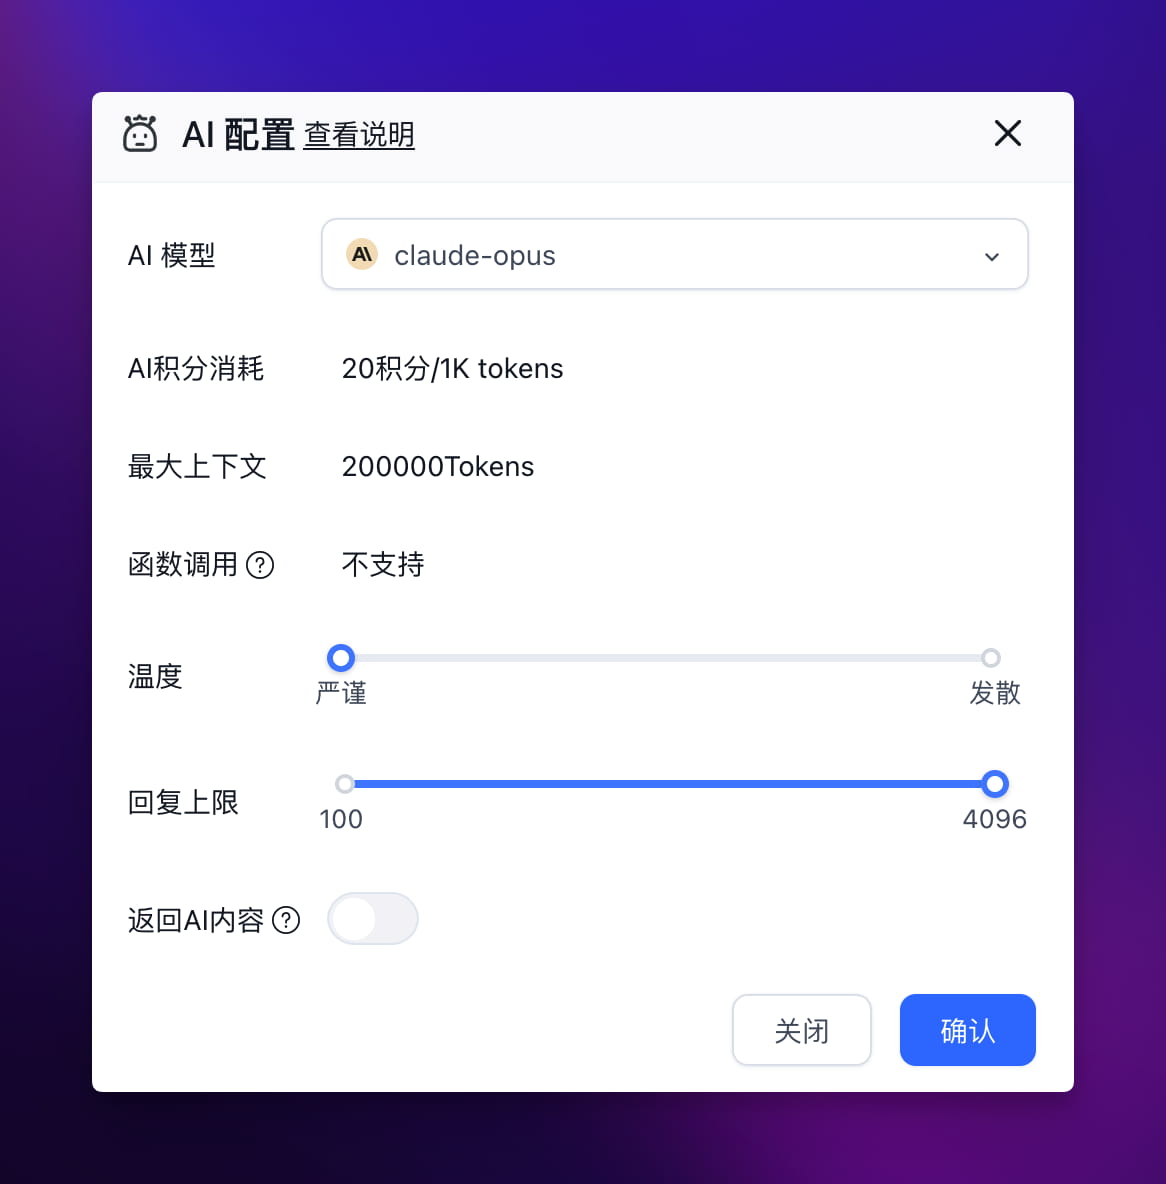 AI 配置 查看说明
AI 模型 claude-opus
AI积分消耗 20积分/1K tokens
最大上下文 200000Tokens
函数调用 ? 不支持
温度
严谨 发散
回复上限
100 4096
返回AI内容 ?
关闭 确认